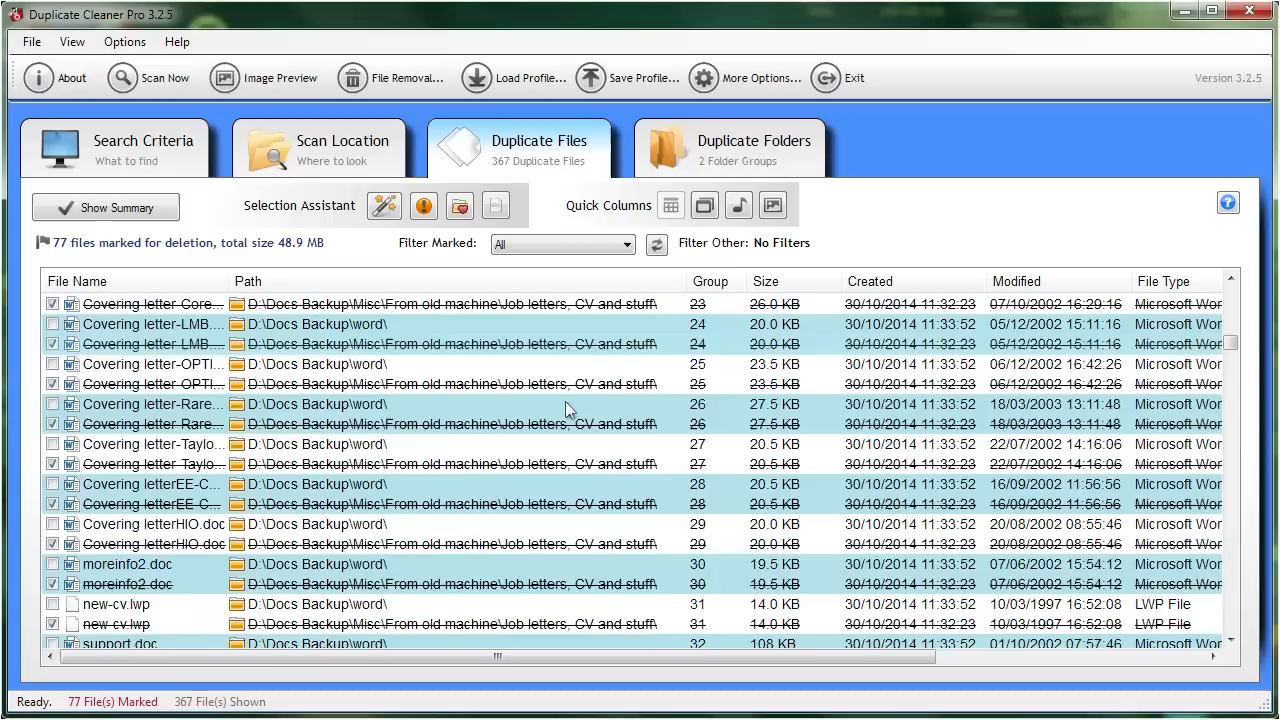 Duplicate Cleaner Pro 3.2.5
File View Options Help
About Scan Now Image Preview File Removal... Load Profile... Save Profile... More Options... Exit Version 3.2.5
Search Criteria Scan Location Duplicate Files Duplicate Folders
What to find Where to look 367 Duplicate Files 2 Folder Groups
Show Summary Selection Assistant Quick Columns
77 files marked for deletion, total size 48.9 MB Filter Marked: All Filter Other: No Filters
File Name Path Group Size Created Modified File Type
Covering letter-Core... D:\Docs Backup\Misc\From old machine\Job letters, CV and stuff\ 23 26.0 KB 30/10/2014 11:32:23 07/10/2002 16:29:16 Microsoft Wor
Covering letter-LMB.... D:\Docs Backup\word\ 24 20.0 KB 30/10/2014 11:33:52 05/12/2002 15:11:16 Microsoft Wor
Covering letter-LMB.... D:\Docs Backup\Misc\From old machine\Job letters, CV and stuff\ 24 20.0 KB 30/10/2014 11:32:23 05/12/2002 15:11:16 Microsoft Wor
Covering letter-OPTI... D:\Docs Backup\word\ 25 23.5 KB 30/10/2014 11:33:52 06/12/2002 16:42:26 Microsoft Wor
Covering letter-OPTI... D:\Docs Backup\Misc\From old machine\Job letters, CV and stuff\ 25 23.5 KB 30/10/2014 11:32:23 06/12/2002 16:42:26 Microsoft Wor
Covering letter-Rare... D:\Docs Backup\word\ 26 27.5 KB 30/10/2014 11:33:52 18/03/2003 13:11:48 Microsoft Wor
Covering letter-Rare... D:\Docs Backup\Misc\From old machine\Job letters, CV and stuff\ 26 27.5 KB 30/10/2014 11:32:23 18/03/2003 13:11:48 Microsoft Wor
Covering letter-Taylo... D:\Docs Backup\word\ 27 20.5 KB 30/10/2014 11:33:52 22/07/2002 14:16:06 Microsoft Wor
Covering letter-Taylo... D:\Docs Backup\Misc\From old machine\Job letters, CV and stuff\ 27 20.5 KB 30/10/2014 11:32:23 22/07/2002 14:16:06 Microsoft Wor
Covering letterEE-C... D:\Docs Backup\word\ 28 20.5 KB 30/10/2014 11:33:52 16/09/2002 11:56:56 Microsoft Wor
Covering letterEE-C... D:\Docs Backup\Misc\From old machine\Job letters, CV and stuff\ 28 20.5 KB 30/10/2014 11:32:23 16/09/2002 11:56:56 Microsoft Wor
Covering letterHIO.doc D:\Docs Backup\word\ 29 20.0 KB 30/10/2014 11:33:52 20/08/2002 08:55:46 Microsoft Wor
Covering letterHIO.doc D:\Docs Backup\Misc\From old machine\Job letters, CV and stuff\ 29 20.0 KB 30/10/2014 11:32:23 20/08/2002 08:55:46 Microsoft Wor
moreinfo2.doc D:\Docs Backup\word\ 30 19.5 KB 30/10/2014 11:33:52 07/06/2002 15:54:12 Microsoft Wor
moreinfo2.doc D:\Docs Backup\Misc\From old machine\Job letters, CV and stuff\ 30 19.5 KB 30/10/2014 11:32:23 07/06/2002 15:54:12 Microsoft Wor
new-cv.lwp D:\Docs Backup\word\ 31 14.0 KB 30/10/2014 11:33:52 10/03/1997 16:52:08 LWP File
new-cv.lwp D:\Docs Backup\Misc\From old machine\Job letters, CV and stuff\ 31 14.0 KB 30/10/2014 11:32:23 10/03/1997 16:52:08 LWP File
support.doc D:\Docs Backup\word\ 32 108 KB 30/10/2014 11:33:52 01/10/2002 07:57:46 Microsoft Wor
Ready. 77 File(s) Marked 367 File(s) Shown